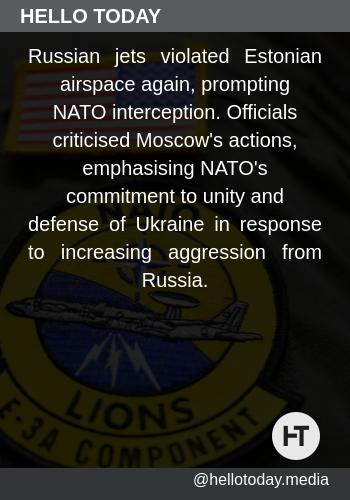 HELLO TODAY
Russian jets violated Estonian
airspace again, prompting
NATO interception. Officials
criticised Moscow's actions,
emphasising NATO's
commitment to unity and
defense of Ukraine in response
to increasing aggression from
Russia.
NATO
LIONS
E-3A COMPONENT
HT
@hellotoday.media